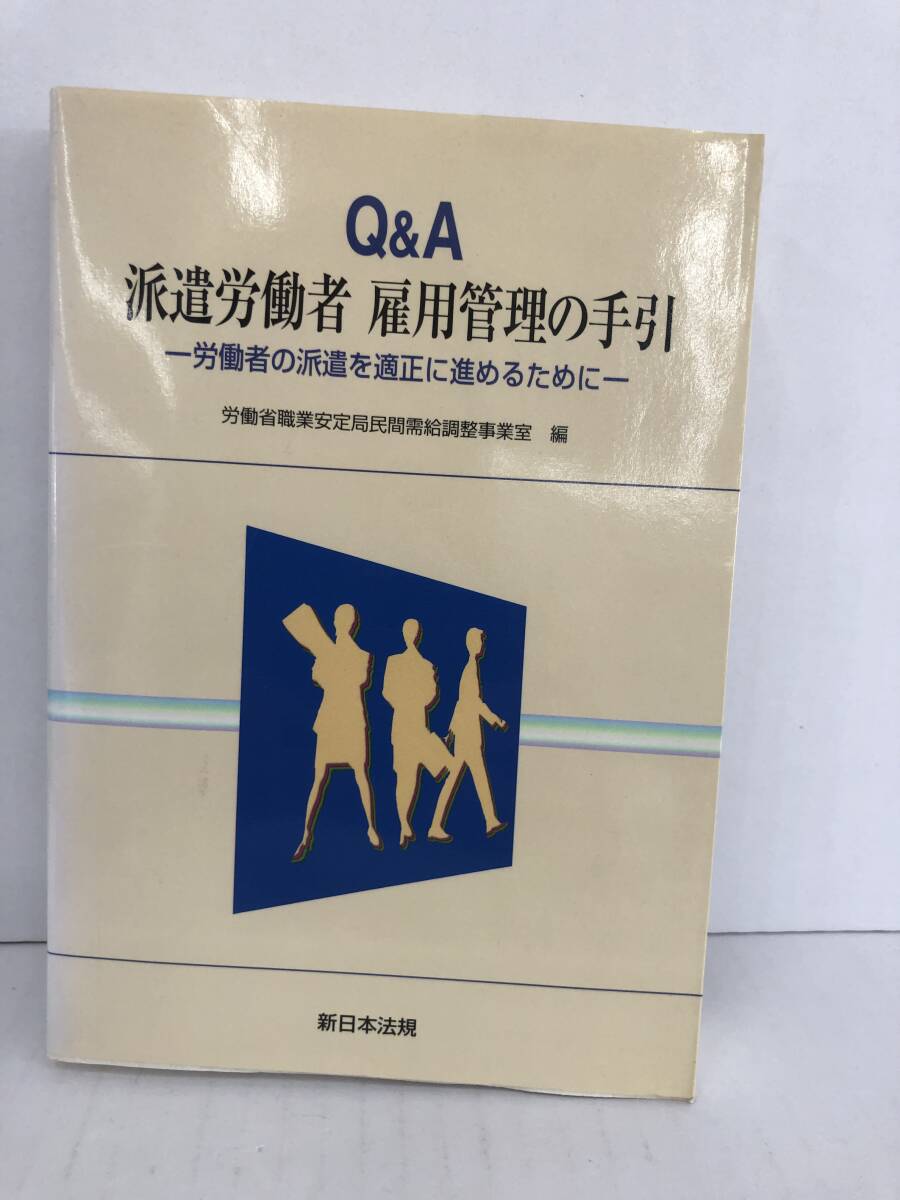 Q&A
派遣労働者 雇用管理の手引
ー労働者の派遣を適正に進めるためにー
労働省職業安定局民間需給調整事業室 編
新日本法規